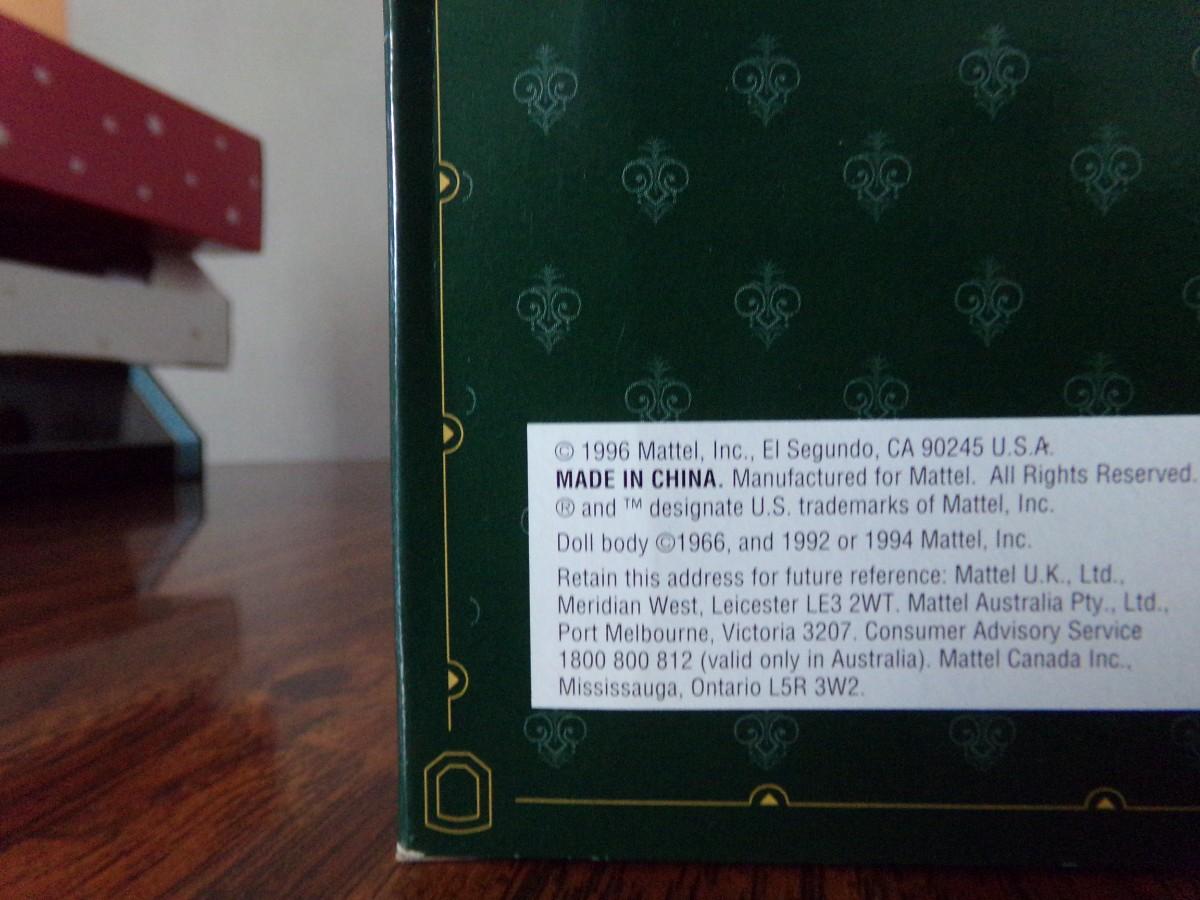 © 1996 Mattel, Inc., El Segundo, CA 90245 U.S.A.
MADE IN CHINA. Manufactured for Mattel. All Rights Reserved.
® and ™ designate U.S. trademarks of Mattel, Inc.
Doll body ©1966, and 1992 or 1994 Mattel, Inc.
Retain this address for future reference: Mattel U.K., Ltd.,
Meridian West, Leicester LE3 2WT. Mattel Australia Pty., Ltd.,
Port Melbourne, Victoria 3207. Consumer Advisory Service
1800 800 812 (valid only in Australia). Mattel Canada Inc.,
Mississauga, Ontario L5R 3W2.